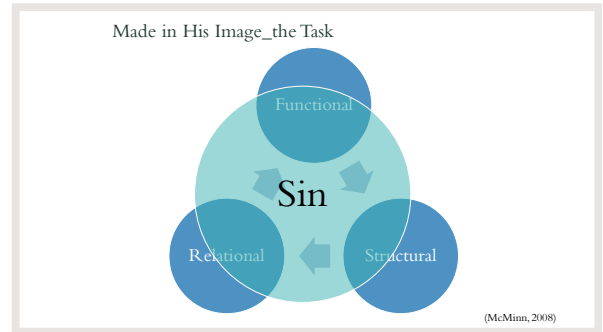 Made in His Image_the Task
Functional
Sin
Relational
Structural
(McMinn, 2008)